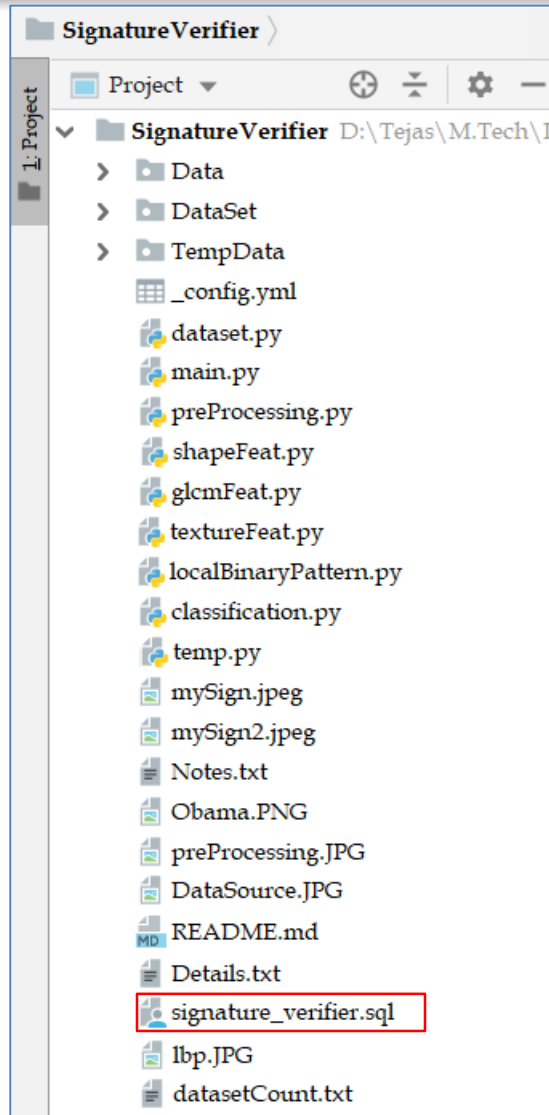 SignatureVerifier
1: Project
Project
SignatureVerifier D:\Tejas\M.Tech\
Data
DataSet
TempData
_config.yml
dataset.py
main.py
preProcessing.py
shapeFeat.py
glcmFeat.py
textureFeat.py
localBinaryPattern.py
classification.py
temp.py
mySign.jpeg
mySign2.jpeg
Notes.txt
Obama.PNG
preProcessing.JPG
DataSource.JPG
MD README.md
Details.txt
signature_verifier.sql
lbp.JPG
datasetCount.txt